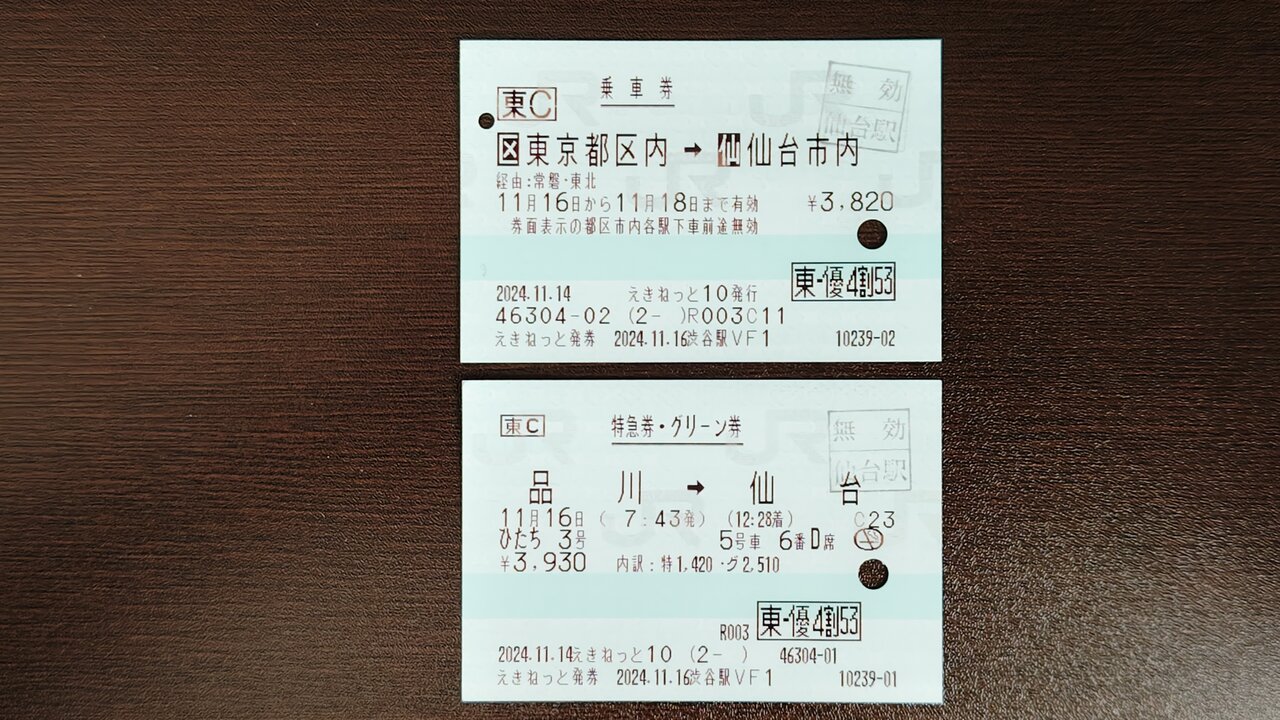 乗車券
東C
無効
仙台駅
区東京都区内 → 仙仙台市内
経由:常磐・東北
11月16日から11月18日まで有効 ¥3,820
券面表示の都区市内各駅下車前途無効
東-優4割53
2024.11.14 えきねっと10発行
46304-02 (2- )R003C11
えきねっと発券 2024.11.16渋谷駅VF1 10239-02
東C
特急券・グリーン券
無効
仙台駅
品川 → 仙台
11月16日 ( 7:43発) (12:28着) C23
ひたち 3号 5号車 6番D席
¥3,930 内訳:特1,420・グ2,510
R003 東-優4割53
2024.11.14えきねっと10 (2- ) 46304-01
えきねっと発券 2024.11.16渋谷駅VF1 10239-01